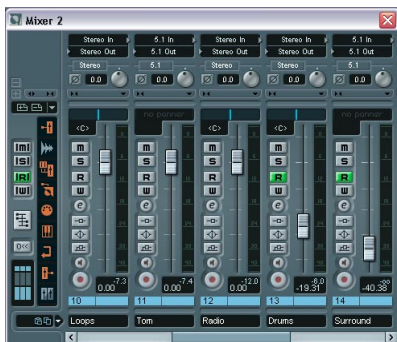 Mixer 2
Stereo In 5.1 In Stereo In Stereo In 5.1 In
Stereo Out 5.1 Out Stereo Out Stereo Out 5.1 Out
Stereo 5.1 Stereo Stereo 5.1
0.0 0.0 0.0 0.0 0.0
no panner no panner
<C> <C> <C>
m m m m m m
S S S S S S
R R R R R R
W W W W W W
e e e e e
0<<
-7.3 -7.4 -12.0 -6.0 -∞
0.00 0.00 0.00 -19.31 -40.38
10 11 12 13 14
Loops Tom Radio Drums Surround